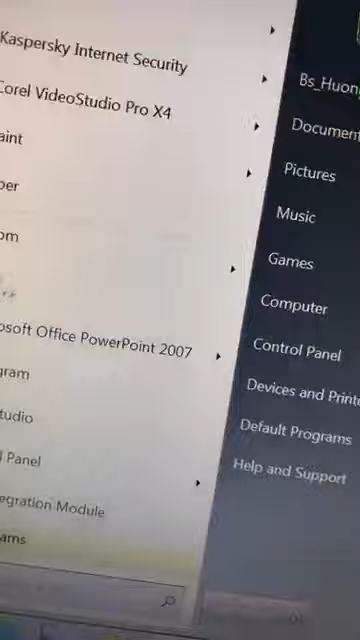 Kaspersky Internet Security
Corel VideoStudio Pro X4
aint
per
om
osoft Office PowerPoint 2007
gram
tudio
l Panel
egration Module
ams
Bs_Huon
Document
Pictures
Music
Games
Computer
Control Panel
Devices and Printe
Default Programs
Help and Support